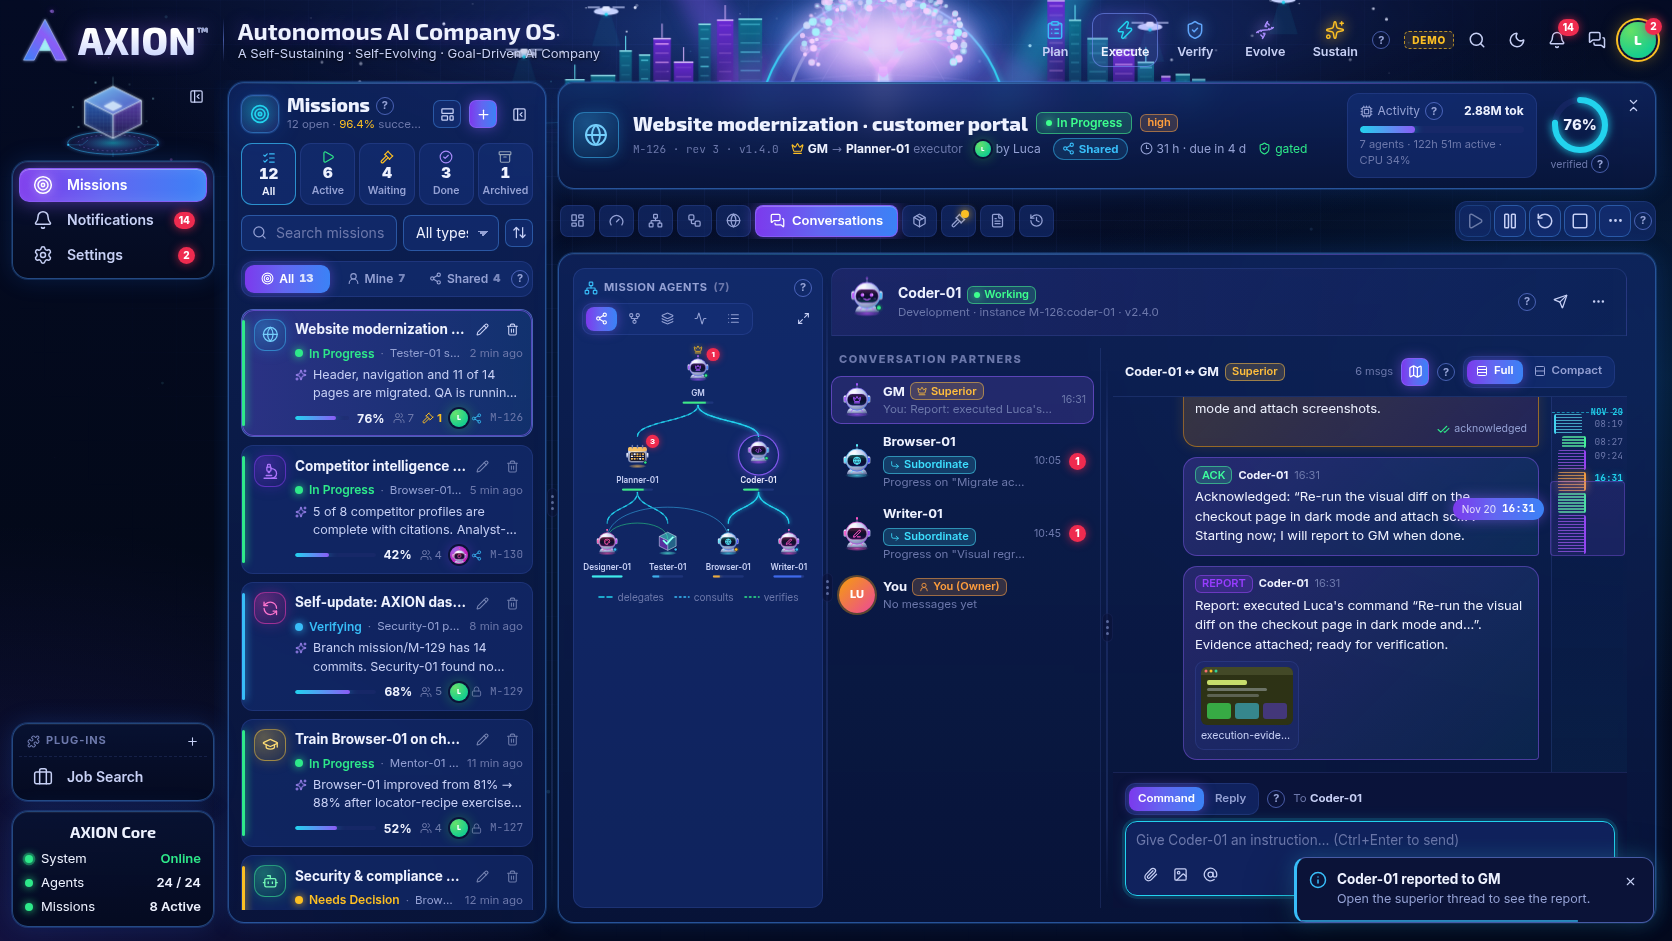 AXION™
Autonomous AI Company OS
A Self-Sustaining · Self-Evolving · Goal-Driven AI Company
Plan
Execute
Verify
Evolve
Sustain
?
DEMO
14
L
2
Missions
Notifications 14
Settings 2
PLUG-INS +
Job Search
AXION Core
System Online
Agents 24 / 24
Missions 8 Active
Missions ?
12 open · 96.4% succe...
12 All
6 Active
4 Waiting
3 Done
1 Archived
Search missions
All types
All 13
Mine 7
Shared 4
?
Website modernization ...
In Progress · Tester-01 s... 2 min ago
Header, navigation and 11 of 14
pages are migrated. QA is runnin...
76% 7 1 L M-126
Competitor intelligence ...
In Progress · Browser-01... 5 min ago
5 of 8 competitor profiles are
complete with citations. Analyst-...
42% 4 M-130
Self-update: AXION das...
Verifying · Security-01 p... 8 min ago
Branch mission/M-129 has 14
commits. Security-01 found no...
68% 5 L M-129
Train Browser-01 on ch...
In Progress · Mentor-01 ... 11 min ago
Browser-01 improved from 81% →
88% after locator-recipe exercise...
52% 4 L M-127
Security & compliance ...
Needs Decision · Brow... 12 min ago
Website modernization · customer portal In Progress high
M-126 · rev 3 · v1.4.0 GM → Planner-01 executor L by Luca Shared 31 h · due in 4 d gated
Activity ? 2.88M tok
7 agents · 122h 51m active ·
CPU 34%
76%
verified ?
Conversations
?
MISSION AGENTS (7) ?
1
GM
3
Planner-01
Coder-01
Designer-01
Tester-01
Browser-01
Writer-01
delegates
consults
verifies
Coder-01 Working
Development · instance M-126:coder-01 · v2.4.0
?
CONVERSATION PARTNERS
GM Superior
You: Report: executed Luca's... 16:31
Browser-01
Subordinate 10:05 1
Progress on "Migrate ac...
Writer-01
Subordinate 10:45 1
Progress on "Visual regr...
LU
You You (Owner)
No messages yet
Coder-01 ↔ GM Superior
6 msgs
?
Full
Compact
mode and attach screenshots.
acknowledged
ACK Coder-01 16:31
Acknowledged: “Re-run the visual diff on the
checkout page in dark mode and attach sc...
Starting now; I will report to GM when done.
Nov 20 16:31
REPORT Coder-01 16:31
Report: executed Luca's command “Re-run the visual
diff on the checkout page in dark mode and...”.
Evidence attached; ready for verification.
execution-evide...
NOV 20
08:19
08:27
09:24
16:31
Command
Reply
?
To Coder-01
Give Coder-01 an instruction... (Ctrl+Enter to send)
Coder-01 reported to GM
Open the superior thread to see the report.